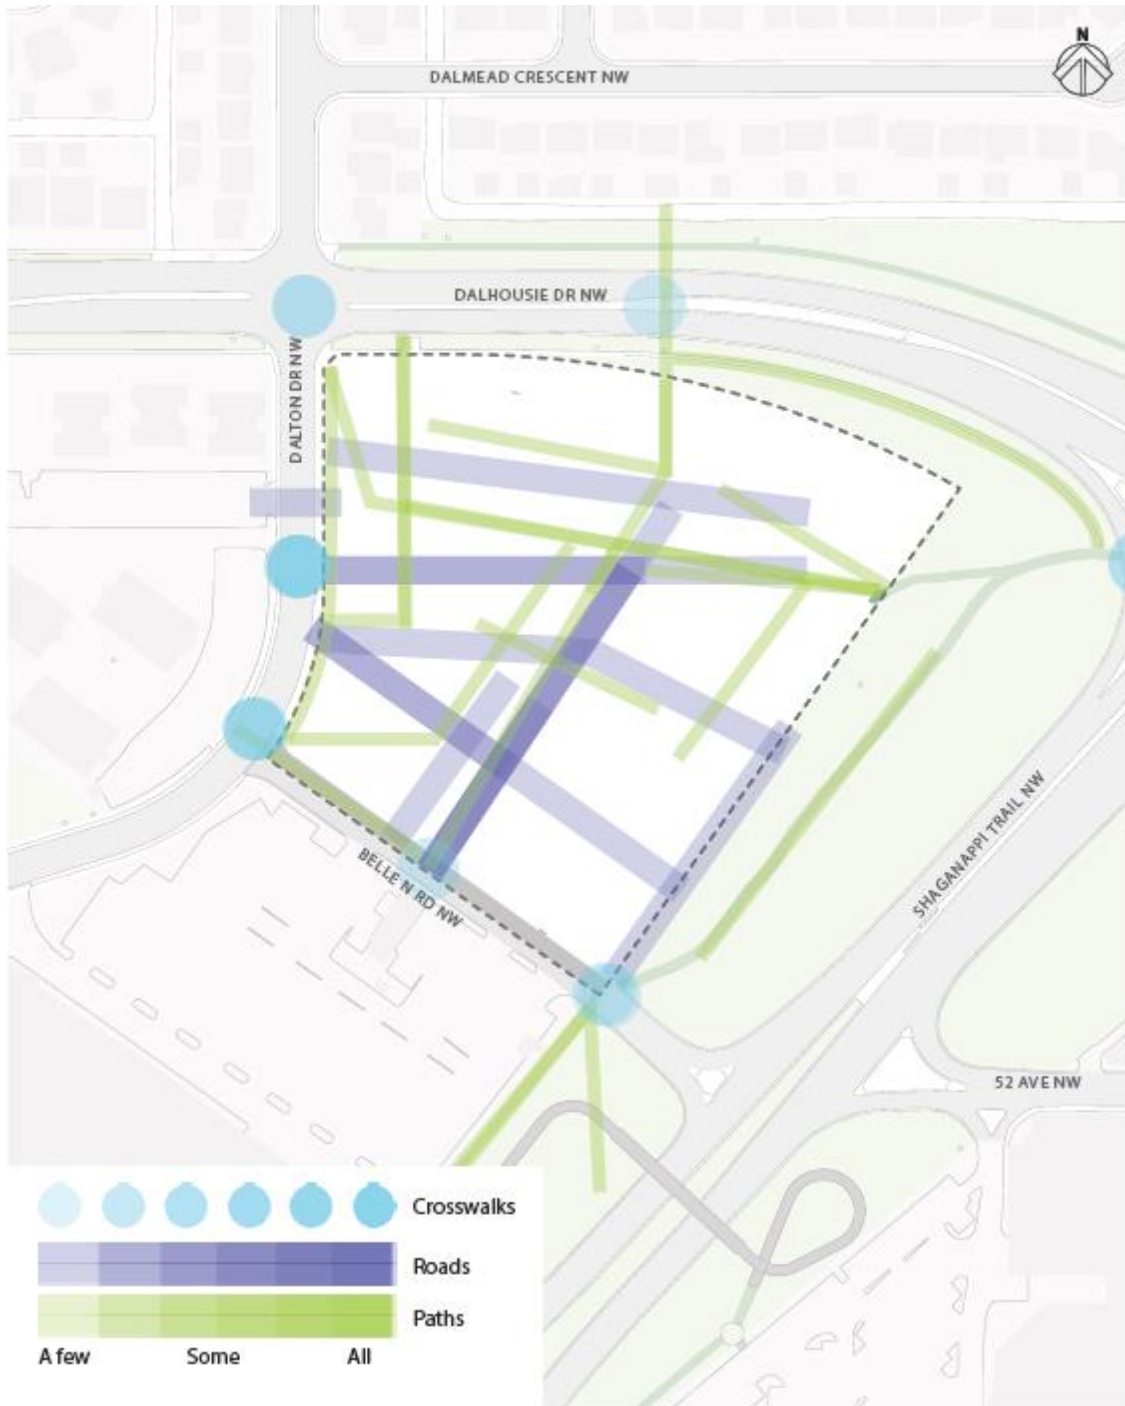 N
DALMEAD CRESCENT NW
DALHOUSIE DR NW
DALTON DR NW
BELLE N RD NW
SHAGANAPPI TRAIL NW
52 AVE NW
Crosswalks
Roads
Paths
A few Some All